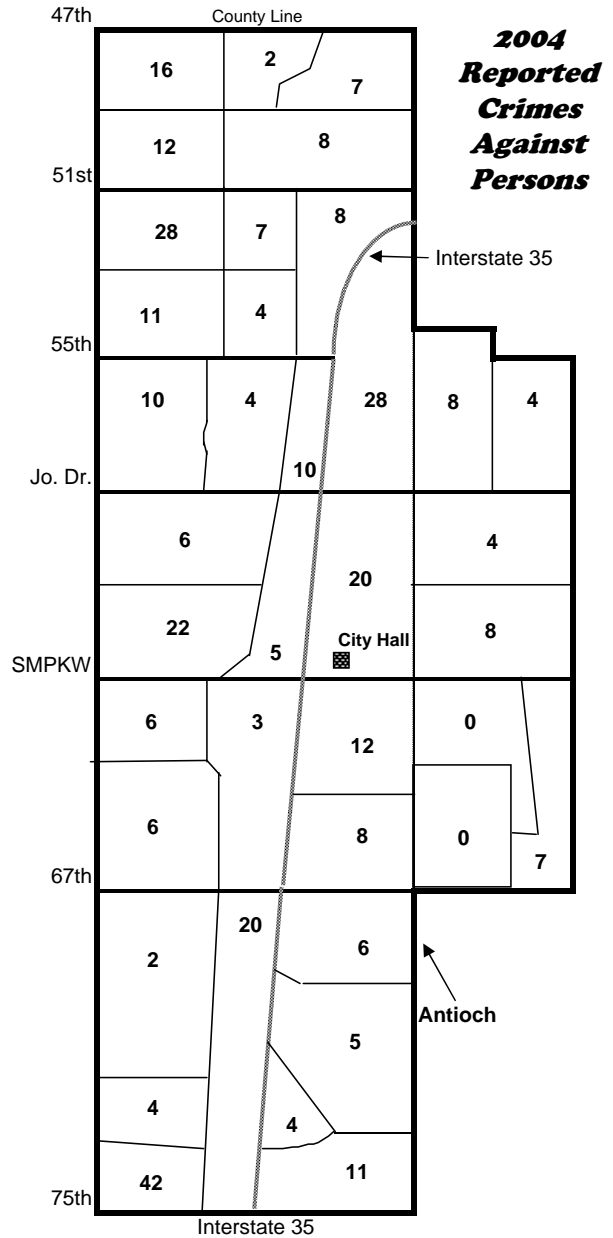 47th
County Line
2004
Reported
Crimes
Against
Persons
16
2
7
12
8
51st
28
7
8
Interstate 35
11
4
55th
10
4
28
8
4
10
Jo. Dr.
6
4
20
22
8
City Hall
5
SMPKW
6
3
0
12
6
8
0
7
67th
20
6
2
Antioch
5
4
4
11
42
75th
Interstate 35